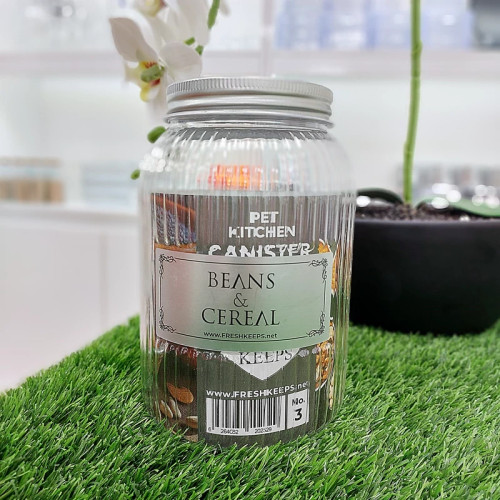 PET
KITCHEN
CANISTER
BEANS
&
CEREAL
www.FRESHKEEPS.net
KEEPS
www.FRESHKEEPS.net
No.
3